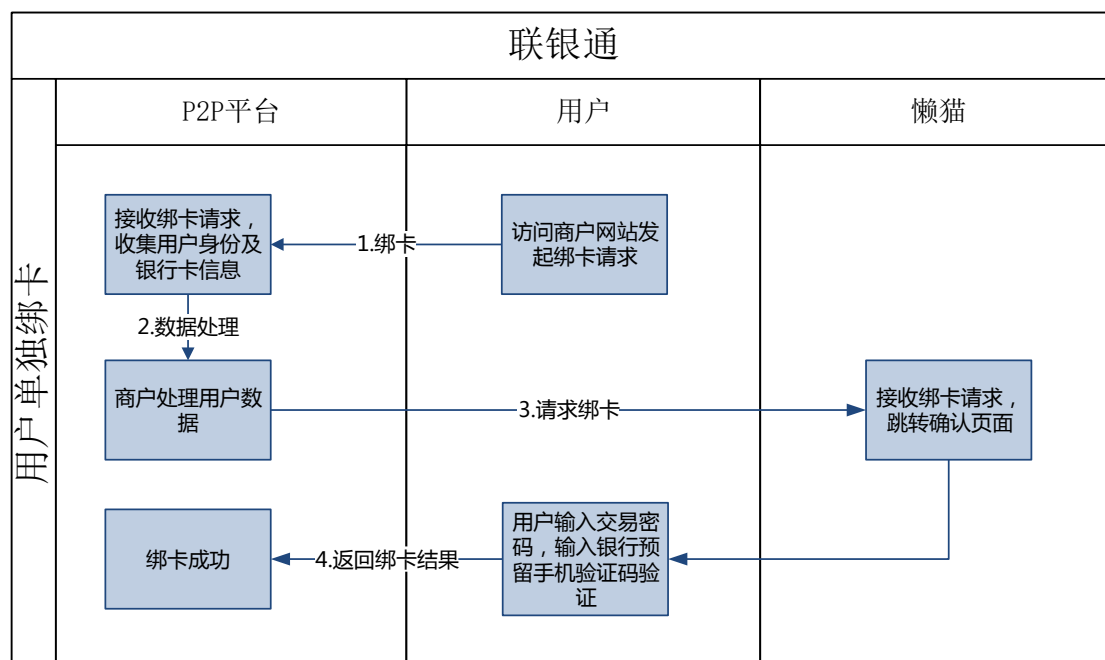 联银通
用户单独绑卡
P2P平台
用户
懒猫
接收绑卡请求，
收集用户身份及
银行卡信息
1.绑卡
访问商户网站发
起绑卡请求
2.数据处理
商户处理用户数
据
3.请求绑卡
接收绑卡请求，
跳转确认页面
绑卡成功
4.返回绑卡结果
用户输入交易密
码，输入银行预
留手机验证码验
证